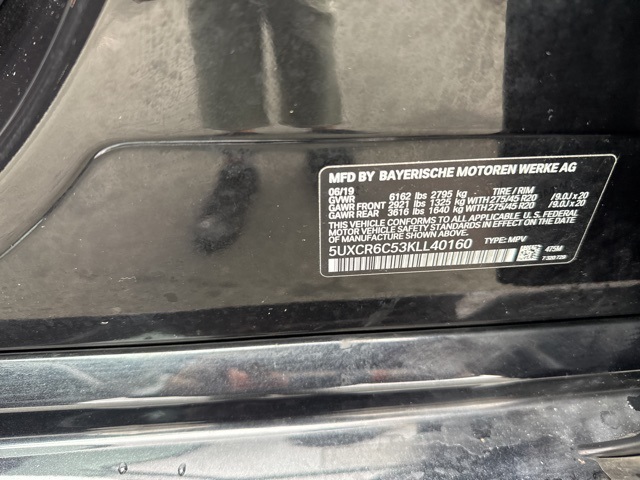 MFD BY BAYERISCHE MOTOREN WERKE AG
06/19 TIRE / RIM
GVWR 6162 lbs 2795 kg
GAWR FRONT 2921 lbs 1325 kg WITH 275/45 R20 /9.0J x 20
GAWR REAR 3616 lbs 1640 kg WITH 275/45 R20 /9.0J x 20
THIS VEHICLE CONFORMS TO ALL APPLICABLE U.S. FEDERAL
MOTOR VEHICLE SAFETY STANDARDS IN EFFECT ON THE
DATE OF MANUFACTURE SHOWN ABOVE.
5UXCR6C53KLL40160 TYPE: MPV
475M
7320728